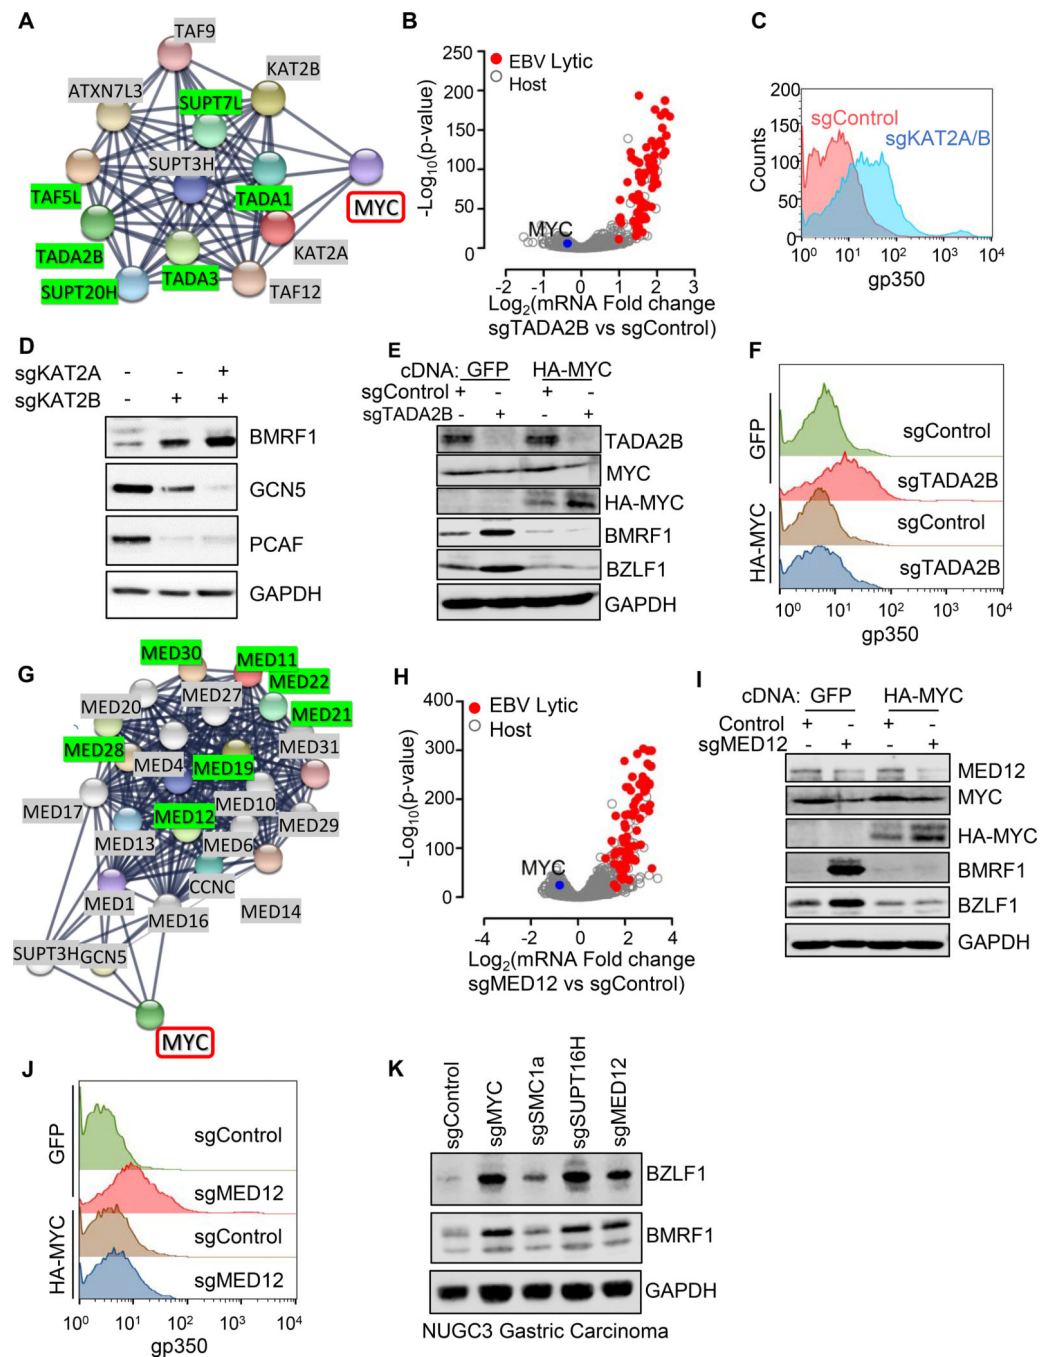 A
TAF9
KAT2B
ATXN7L3
SUPT7L
SUPT3H
TAF5L
TADA1
MYC
TADA2B
KAT2A
TADA3
SUPT20H
TAF12
B
250
200
150
100
50
0
-Log10(p-value)
EBV Lytic
Host
MYC
-2 -1 0 1 2 3
Log2(mRNA Fold change
sgTADA2B vs sgControl)
C
200
150
100
50
0
Counts
sgControl
sgKAT2A/B
10^0 10^1 10^2 10^3 10^4
gp350
D
sgKAT2A - - +
sgKAT2B - + +
BMRF1
GCN5
PCAF
GAPDH
E
cDNA: GFP HA-MYC
sgControl + - + -
sgTADA2B - + - +
TADA2B
MYC
HA-MYC
BMRF1
BZLF1
GAPDH
F
GFP
HA-MYC
sgControl
sgTADA2B
sgControl
sgTADA2B
10^0 10^1 10^2 10^3 10^4
gp350
G
MED30
MED11
MED27
MED22
MED20
MED21
MED28
MED31
MED4
MED19
MED17
MED10
MED12
MED29
MED13
MED6
CCNC
MED1
MED14
MED16
SUPT3H
GCN5
MYC
H
400
300
200
100
0
-Log10(p-value)
EBV Lytic
Host
MYC
-4 -2 0 2 4
Log2(mRNA Fold change
sgMED12 vs sgControl)
I
cDNA: GFP HA-MYC
Control + - + -
sgMED12 - + - +
MED12
MYC
HA-MYC
BMRF1
BZLF1
GAPDH
J
GFP
HA-MYC
sgControl
sgMED12
sgControl
sgMED12
10^0 10^1 10^2 10^3 10^4
gp350
K
sgControl
sgMYC
sgSMC1a
sgSUPT16H
sgMED12
BZLF1
BMRF1
GAPDH
NUGC3 Gastric Carcinoma